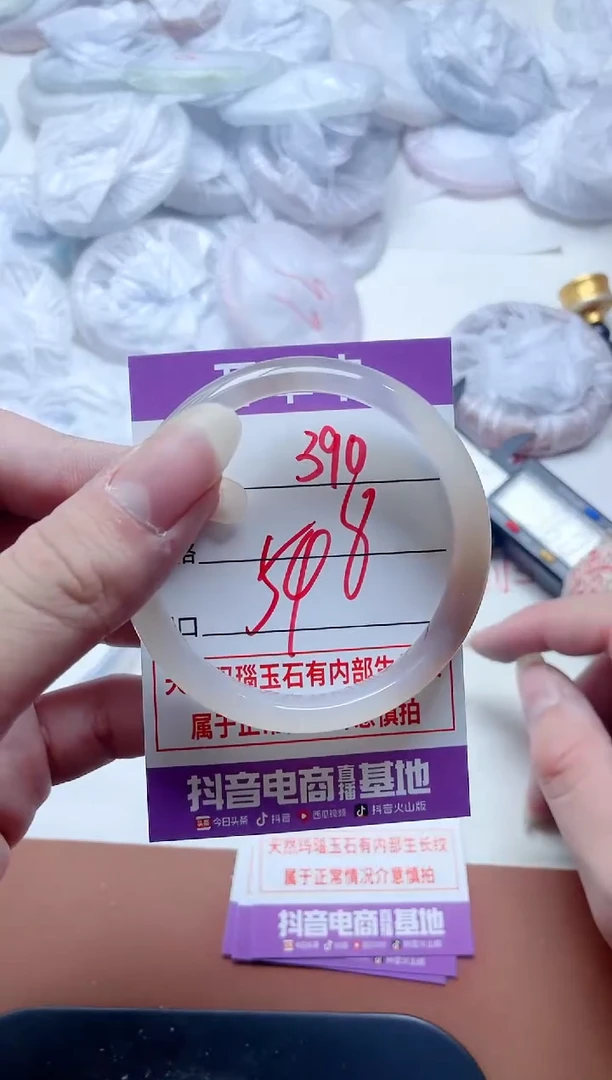 398
59
口
天然玛瑙玉石有内部生长纹
属于正常情况介意慎拍
抖音电商直播基地
头条 今日头条 抖音 西瓜视频 抖音火山版
天然玛瑙玉石有内部生长纹
属于正常情况介意慎拍
抖音电商直播基地